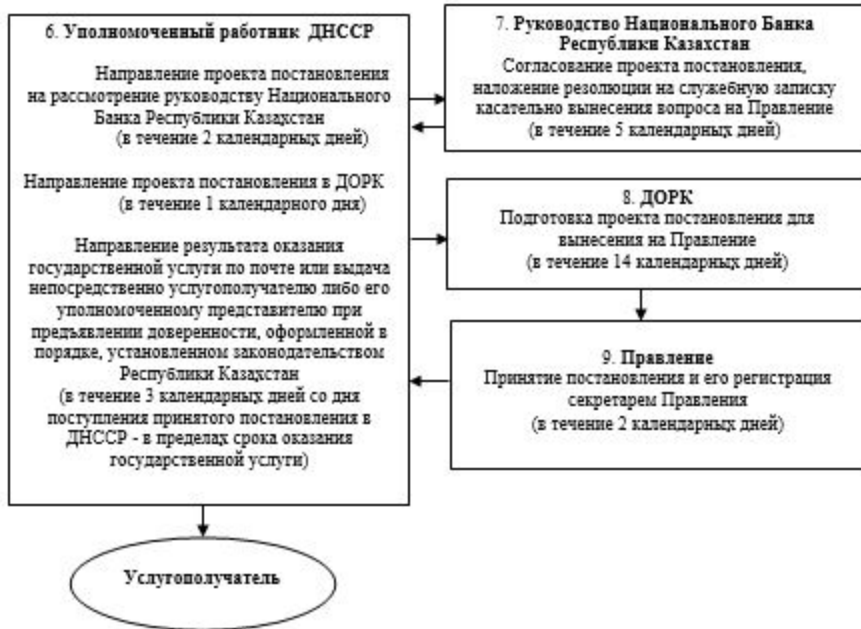 6. Уполномоченный работник ДНССР
Направление проекта постановления
на рассмотрение руководству Национального
Банка Республики Казахстан
(в течение 2 календарных дней)
Направление проекта постановления в ДОРК
(в течение 1 календарного дня)
Направление результата оказания
государственной услуги по почте или выдача
непосредственно услугополучателю либо его
уполномоченному представителю при
предъявлении доверенности, оформленной в
порядке, установленном законодательством
Республики Казахстан
(в течение 3 календарных дней со дня
поступления принятого постановления в
ДНССР - в пределах срока оказания
государственной услуги)
7. Руководство Национального Банка
Республики Казахстан
Согласование проекта постановления,
наложение резолюции на служебную записку
касательно вынесения вопроса на Правление
(в течение 5 календарных дней)
8. ДОРК
Подготовка проекта постановления для
вынесения на Правление
(в течение 14 календарных дней)
9. Правление
Принятие постановления и его регистрация
секретарем Правления
(в течение 2 календарных дней)
Услугополучатель